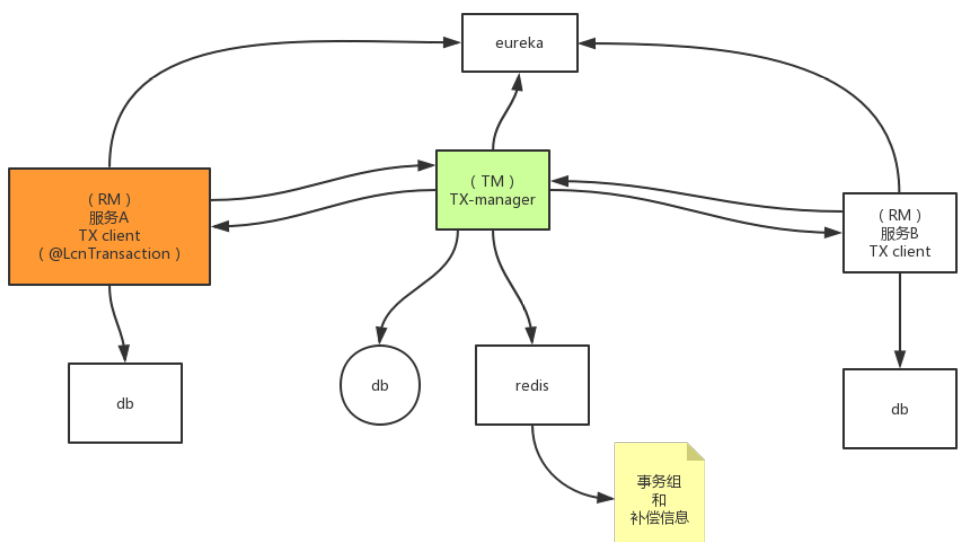 eureka
（RM）
服务A
TX client
（@LcnTransaction）
（TM）
TX-manager
（RM）
服务B
TX client
db
db
redis
db
事务组
和
补偿信息